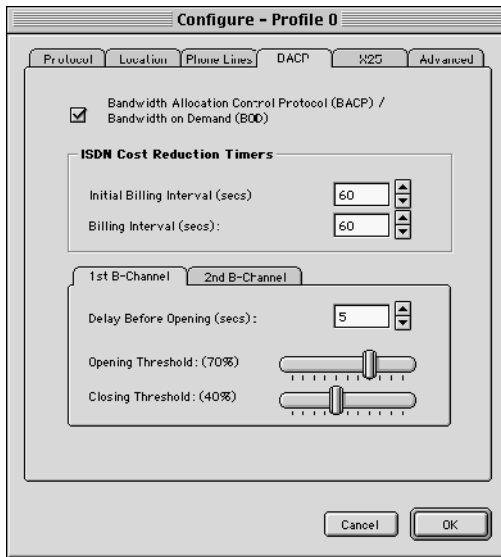 Configure - Profile 0
Protocol Location Phone Lines BACP X25 Advanced
Bandwidth Allocation Control Protocol (BACP) /
Bandwidth on Demand (BOD)
ISDN Cost Reduction Timers
Initial Billing Interval (secs) 60
Billing Interval (secs): 60
1st B-Channel 2nd B-Channel
Delay Before Opening (secs): 5
Opening Threshold: (70%)
Closing Threshold: (40%)
Cancel OK